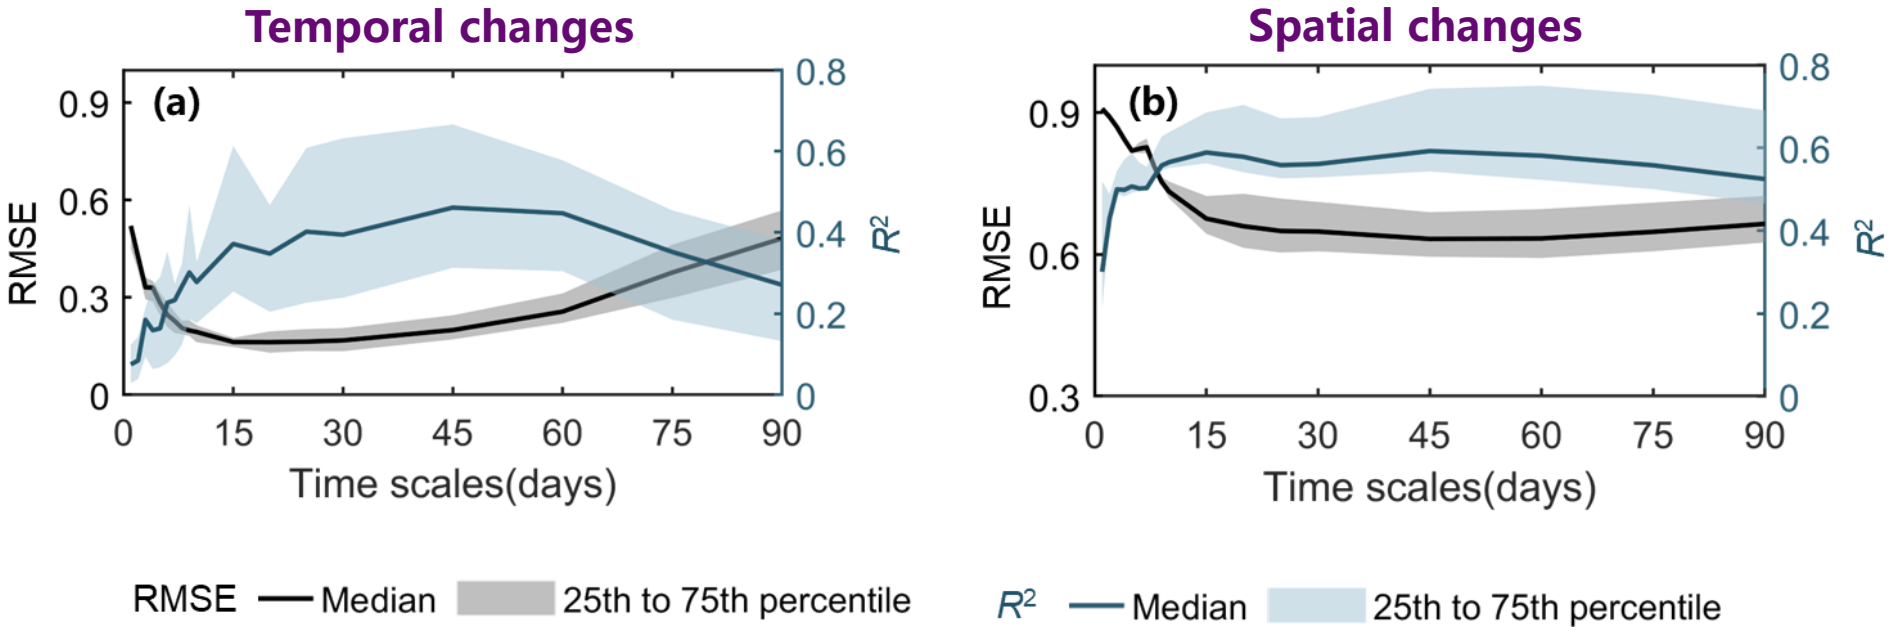 Temporal changes
Spatial changes
(a)
0.9
0.6
0.3
0
RMSE
0.8
0.6
0.4
0.2
0
R²
0 15 30 45 60 75 90
Time scales(days)
(b)
0.9
0.6
0.3
RMSE
0.8
0.6
0.4
0.2
0
R²
0 15 30 45 60 75 90
Time scales(days)
RMSE Median 25th to 75th percentile
R² Median 25th to 75th percentile